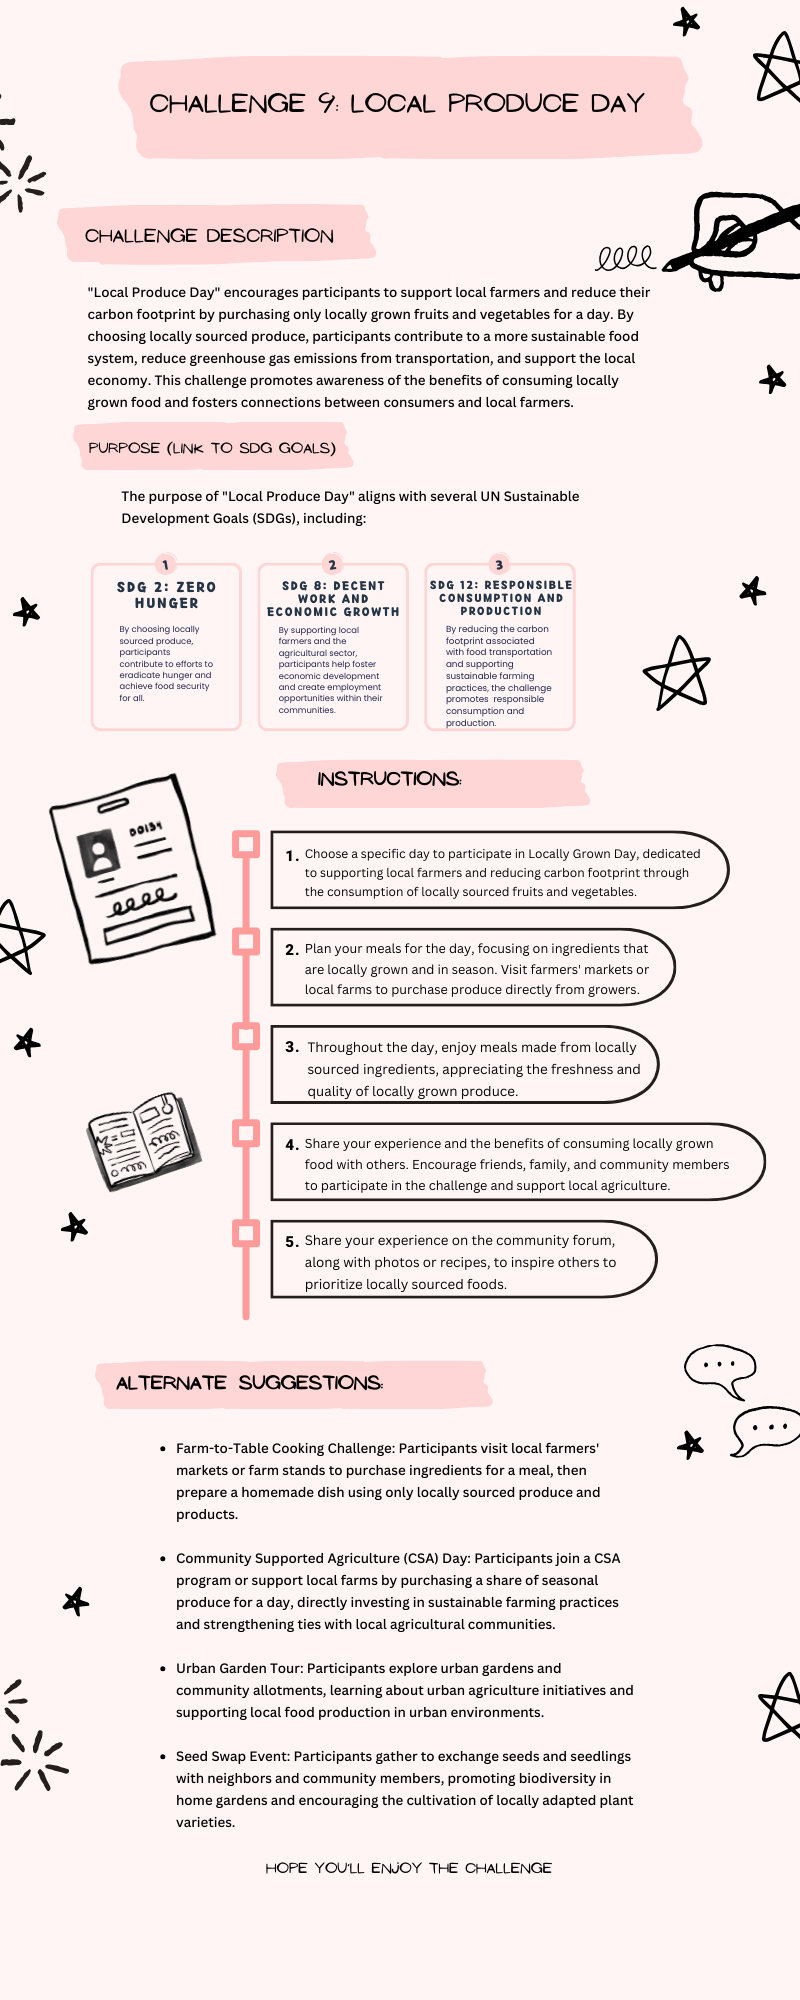 CHALLENGE 9: LOCAL PRODUCE DAY
CHALLENGE DESCRIPTION
"Local Produce Day" encourages participants to support local farmers and reduce their
carbon footprint by purchasing only locally grown fruits and vegetables for a day. By
choosing locally sourced produce, participants contribute to a more sustainable food
system, reduce greenhouse gas emissions from transportation, and support the local
economy. This challenge promotes awareness of the benefits of consuming locally
grown food and fosters connections between consumers and local farmers.
PURPOSE (LINK TO SDG GOALS)
The purpose of "Local Produce Day" aligns with several UN Sustainable
Development Goals (SDGs), including:
1
SDG 2: ZERO
HUNGER
By choosing locally
sourced produce,
participants
contribute to efforts to
eradicate hunger and
achieve food security
for all.
2
SDG 8: DECENT
WORK AND
ECONOMIC GROWTH
By supporting local
farmers and the
agricultural sector,
participants help foster
economic development
and create employment
opportunities within their
communities.
3
SDG 12: RESPONSIBLE
CONSUMPTION AND
PRODUCTION
By reducing the carbon
footprint associated
with food transportation
and supporting
sustainable farming
practices, the challenge
promotes responsible
consumption and
production.
INSTRUCTIONS:
DO134
1. Choose a specific day to participate in Locally Grown Day, dedicated
to supporting local farmers and reducing carbon footprint through
the consumption of locally sourced fruits and vegetables.
2. Plan your meals for the day, focusing on ingredients that
are locally grown and in season. Visit farmers' markets or
local farms to purchase produce directly from growers.
3. Throughout the day, enjoy meals made from locally
sourced ingredients, appreciating the freshness and
quality of locally grown produce.
4. Share your experience and the benefits of consuming locally grown
food with others. Encourage friends, family, and community members
to participate in the challenge and support local agriculture.
5. Share your experience on the community forum,
along with photos or recipes, to inspire others to
prioritize locally sourced foods.
ALTERNATE SUGGESTIONS:
• Farm-to-Table Cooking Challenge: Participants visit local farmers'
markets or farm stands to purchase ingredients for a meal, then
prepare a homemade dish using only locally sourced produce and
products.
• Community Supported Agriculture (CSA) Day: Participants join a CSA
program or support local farms by purchasing a share of seasonal
produce for a day, directly investing in sustainable farming practices
and strengthening ties with local agricultural communities.
• Urban Garden Tour: Participants explore urban gardens and
community allotments, learning about urban agriculture initiatives and
supporting local food production in urban environments.
• Seed Swap Event: Participants gather to exchange seeds and seedlings
with neighbors and community members, promoting biodiversity in
home gardens and encouraging the cultivation of locally adapted plant
varieties.
HOPE YOU'LL ENJOY THE CHALLENGE